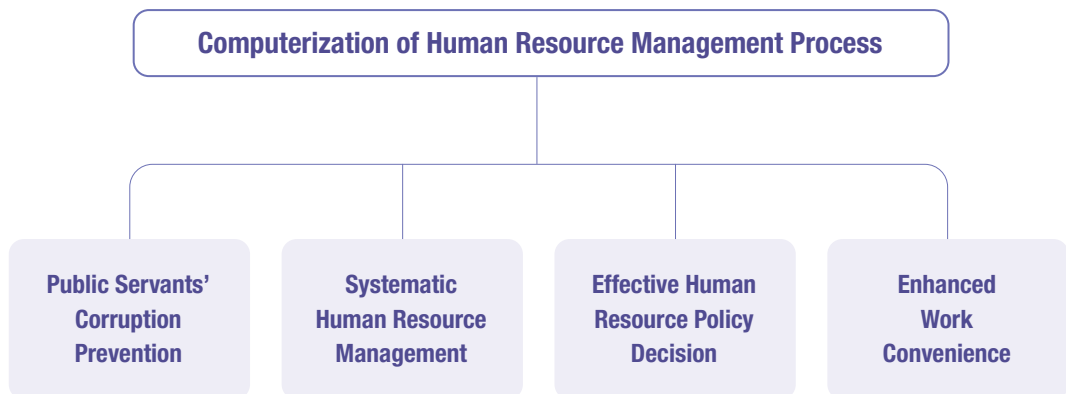 Computerization of Human Resource Management Process
Public Servants’
Corruption
Prevention
Systematic
Human Resource
Management
Effective Human
Resource Policy
Decision
Enhanced
Work
Convenience